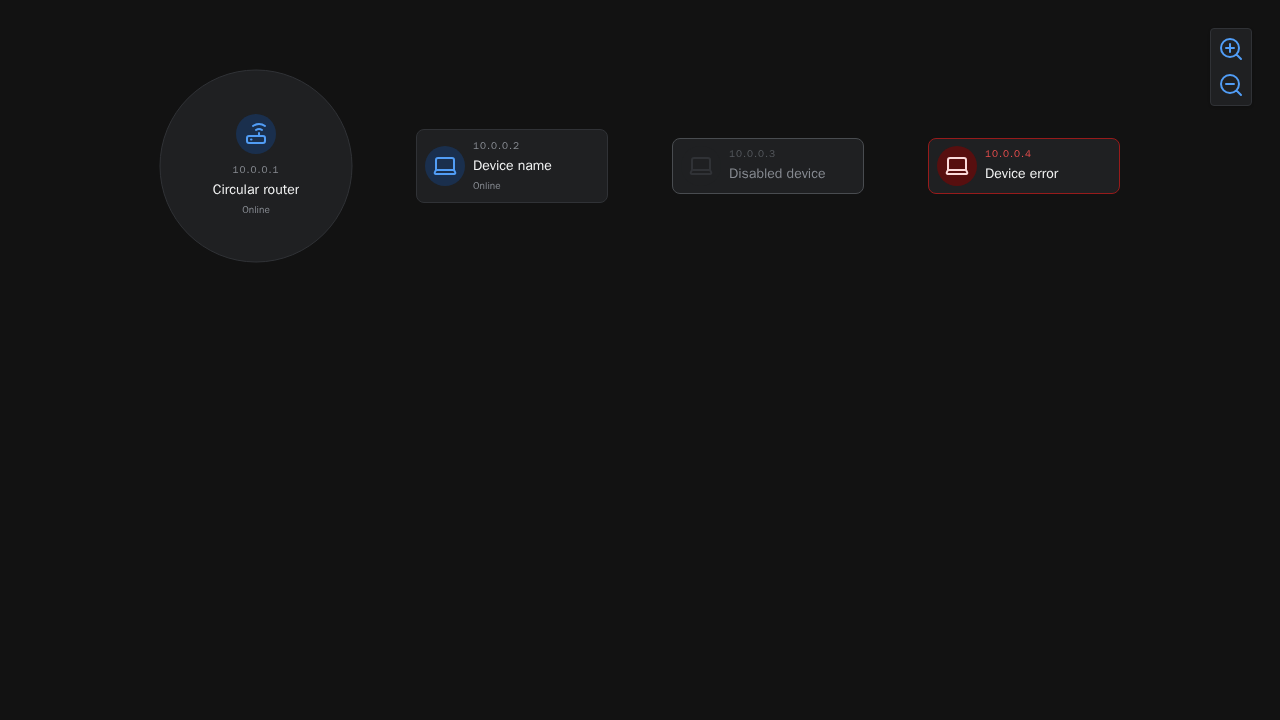 10.0.0.1
Circular router
Online
10.0.0.2
Device name
Online
10.0.0.3
Disabled device
10.0.0.4
Device error